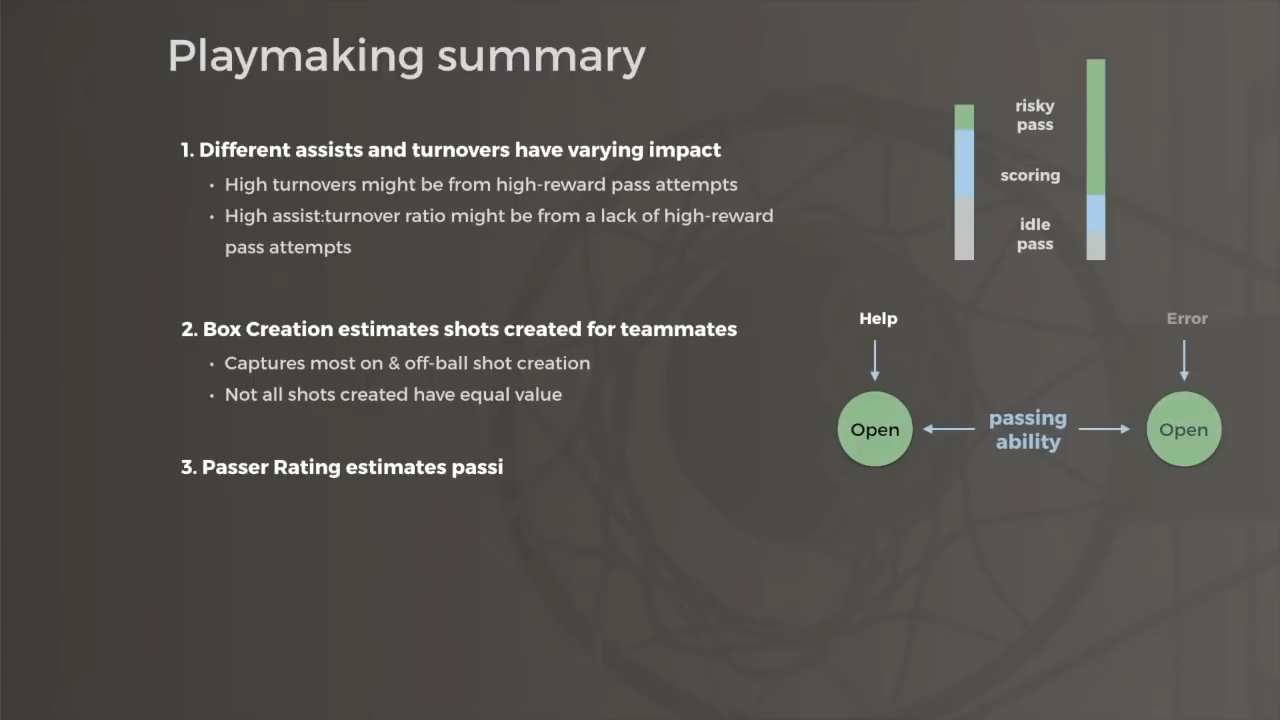 Playmaking summary
1. Different assists and turnovers have varying impact
• High turnovers might be from high-reward pass attempts
• High assist:turnover ratio might be from a lack of high-reward
pass attempts
2. Box Creation estimates shots created for teammates
• Captures most on & off-ball shot creation
• Not all shots created have equal value
3. Passer Rating estimates passi
risky
pass
scoring
idle
pass
Help
Error
Open
passing
ability
Open